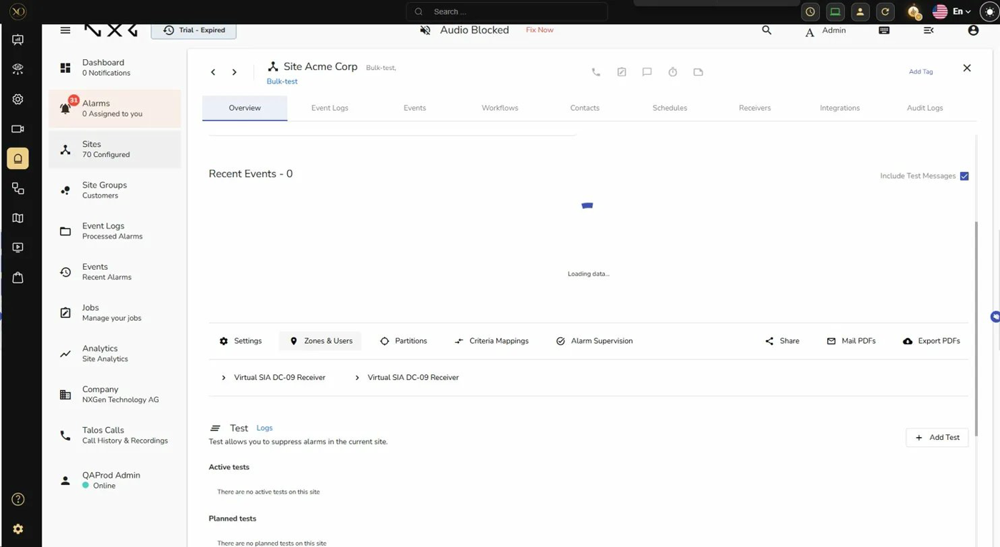 XO
Search ...
En
NXG
Trial - Expired
Audio Blocked
Fix Now
A
Admin
Dashboard
0 Notifications
31
Alarms
0 Assigned to you
Sites
70 Configured
Site Groups
Customers
Event Logs
Processed Alarms
Events
Recent Alarms
Jobs
Manage your jobs
Analytics
Site Analytics
Company
NXGen Technology AG
Talos Calls
Call History & Recordings
QAProd Admin
Online
Site Acme Corp
Bulk-test,
Bulk-test
Add Tag
Overview
Event Logs
Events
Workflows
Contacts
Schedules
Receivers
Integrations
Audit Logs
Recent Events - 0
Include Test Messages
Loading data...
Settings
Zones & Users
Partitions
Criteria Mappings
Alarm Supervision
Share
Mail PDFs
Export PDFs
Virtual SIA DC-09 Receiver
Virtual SIA DC-09 Receiver
Test
Logs
Test allows you to suppress alarms in the current site.
+ Add Test
Active tests
There are no active tests on this site
Planned tests
There are no planned tests on this site